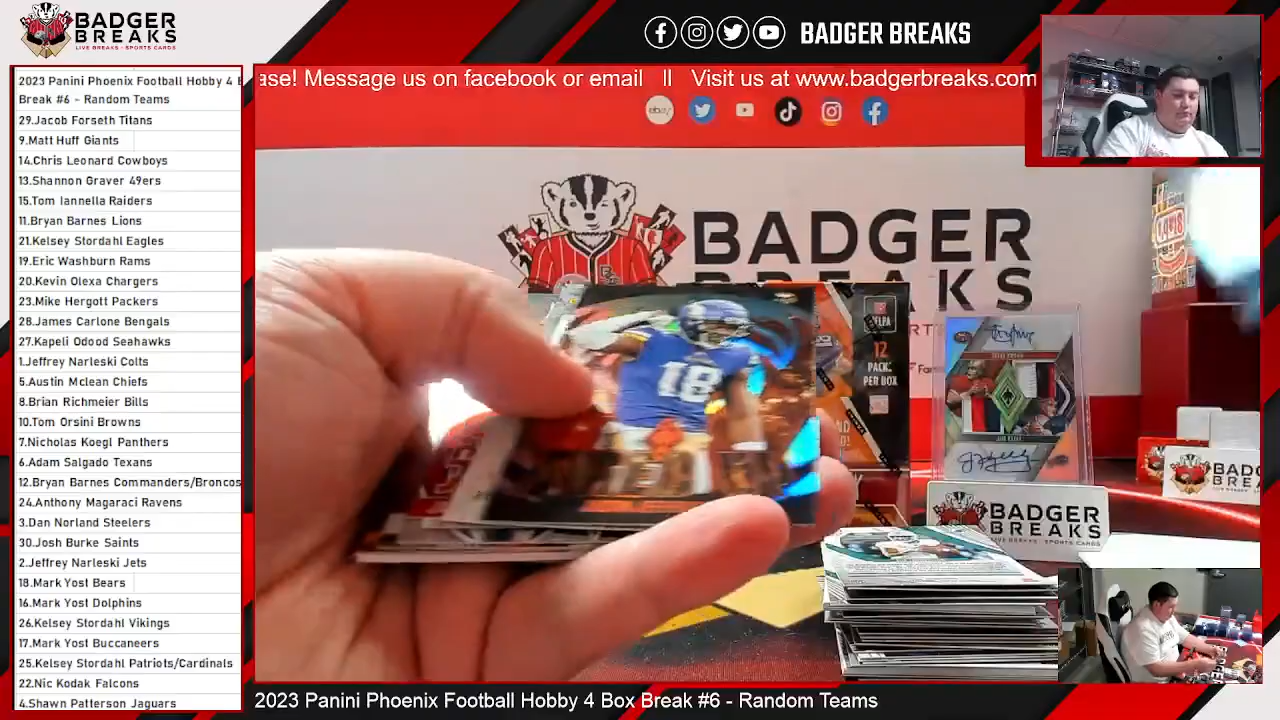 BADGER
BREAKS
LIVE BREAKS - SPORTS CARDS
BADGER BREAKS
ase! Message us on facebook or email || Visit us at www.badgerbreaks.com
2023 Panini Phoenix Football Hobby 4 B
Break #6 - Random Teams
29.Jacob Forseth Titans
9.Matt Huff Giants
14.Chris Leonard Cowboys
13.Shannon Graver 49ers
15.Tom Iannella Raiders
11.Bryan Barnes Lions
21.Kelsey Stordahl Eagles
19.Eric Washburn Rams
20.Kevin Olexa Chargers
23.Mike Hergott Packers
28.James Carlone Bengals
27.Kapeli Odood Seahawks
1.Jeffrey Narleski Colts
5.Austin Mclean Chiefs
8.Brian Richmeier Bills
10.Tom Orsini Browns
7.Nicholas Koegl Panthers
6.Adam Salgado Texans
12.Bryan Barnes Commanders/Broncos
24.Anthony Magaraci Ravens
3.Dan Norland Steelers
30.Josh Burke Saints
2.Jeffrey Narleski Jets
18.Mark Yost Bears
16.Mark Yost Dolphins
26.Kelsey Stordahl Vikings
17.Mark Yost Buccaneers
25.Kelsey Stordahl Patriots/Cardinals
22.Nic Kodak Falcons
4.Shawn Patterson Jaguars
ebay
BADGER
BREAKS
18
NFLPA
12
PACKS
PER BOX
BADGER
BREAKS
LIVE BREAKS · SPORTS CARDS
BADG
BREA
2023 Panini Phoenix Football Hobby 4 Box Break #6 - Random Teams